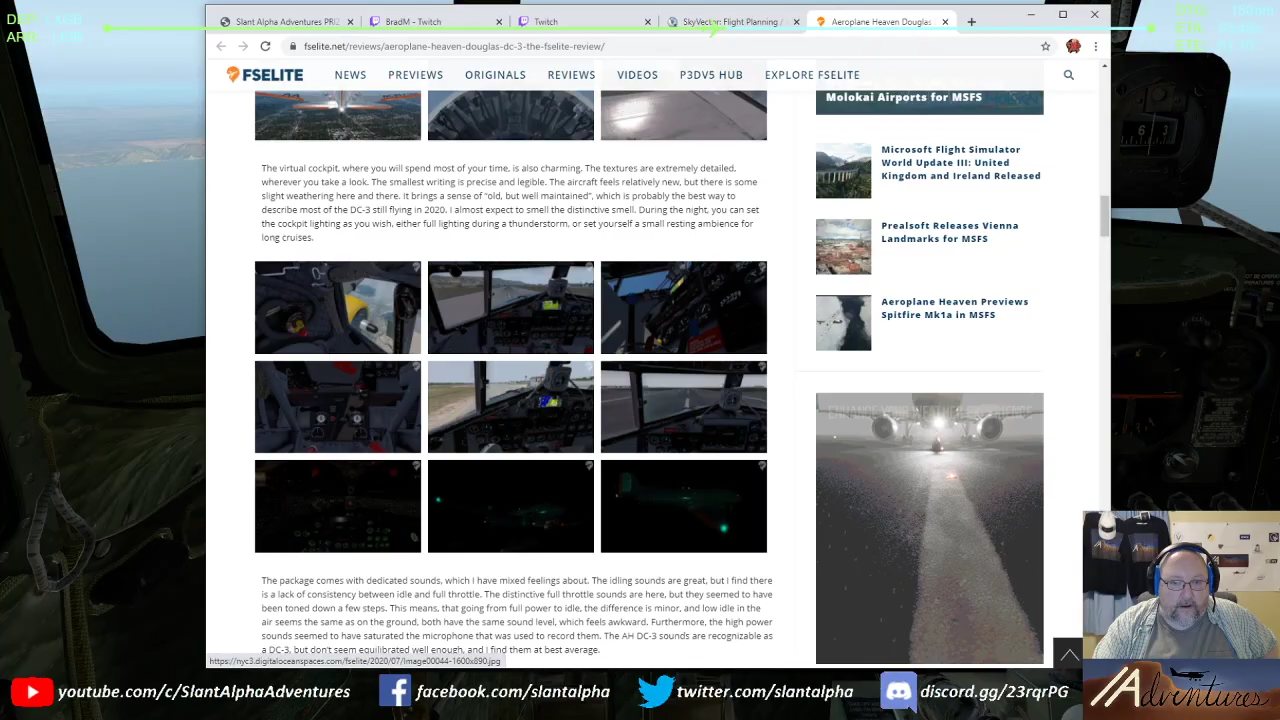 Slant Alpha Adventures PRI
BradM - Twitch
Twitch
SkyVector: Flight Planning /
Aeroplane Heaven Douglas
fselite.net/reviews/aeroplane-heaven-douglas-dc-3-the-fselite-review/
FSELITE
NEWS
PREVIEWS
ORIGINALS
REVIEWS
VIDEOS
P3DV5 HUB
EXPLORE FSELITE
Molokai Airports for MSFS
The virtual cockpit, where you will spend most of your time, is also charming. The textures are extremely detailed,
wherever you take a look. The smallest writing is precise and legible. The aircraft feels relatively new, but there is some
slight weathering here and there. It brings a sense of "old, but well maintained", which is probably the best way to
describe most of the DC-3 still flying in 2020. I almost expect to smell the distinctive smell. During the night, you can set
the cockpit lighting as you wish, either full lighting during a thunderstorm, or set yourself a small resting ambience for
long cruises.
Microsoft Flight Simulator
World Update III: United
Kingdom and Ireland Released
Prealsoft Releases Vienna
Landmarks for MSFS
Aeroplane Heaven Previews
Spitfire Mk1a in MSFS
The package comes with dedicated sounds, which I have mixed feelings about. The idling sounds are great, but I find there
is a lack of consistency between idle and full throttle. The distinctive full throttle sounds are here, but they seemed to have
been toned down a few steps. This means, that going from full power to idle, the difference is minor, and low idle in the
air seems the same as on the ground, both have the same sound level, which feels awkward. Furthermore, the high power
sounds seemed to have saturated the microphone that was used to record them. The AH DC-3 sounds are recognizable as
a DC-3, but don't seem equilibrated well enough, and I find them at best average.
https://nyc3.digitaloceanspaces.com/fselite/2020/07/Image00044-1600x890.jpg
youtube.com/c/SlantAlphaAdventures
facebook.com/slantalpha
twitter.com/slantalpha
discord.gg/23rqrPG
Adventures